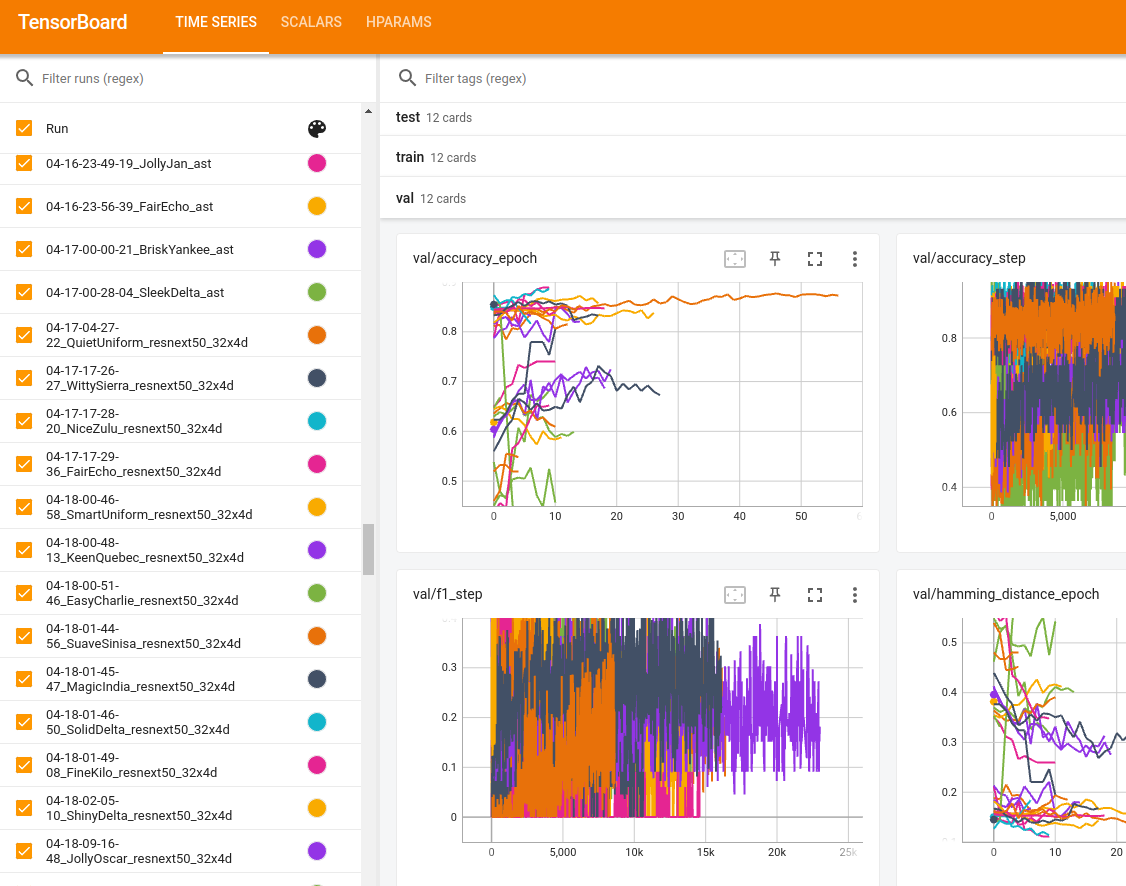 TensorBoard
TIME SERIES
SCALARS
HPARAMS
Filter runs (regex)
Run
04-16-23-49-19_JollyJan_ast
04-16-23-56-39_FairEcho_ast
04-17-00-00-21_BriskYankee_ast
04-17-00-28-04_SleekDelta_ast
04-17-04-27-
22_QuietUniform_resnext50_32x4d
04-17-17-26-
27_WittySierra_resnext50_32x4d
04-17-17-28-
20_NiceZulu_resnext50_32x4d
04-17-17-29-
36_FairEcho_resnext50_32x4d
04-18-00-46-
58_SmartUniform_resnext50_32x4d
04-18-00-48-
13_KeenQuebec_resnext50_32x4d
04-18-00-51-
46_EasyCharlie_resnext50_32x4d
04-18-01-44-
56_SuaveSinisa_resnext50_32x4d
04-18-01-45-
47_MagicIndia_resnext50_32x4d
04-18-01-46-
50_SolidDelta_resnext50_32x4d
04-18-01-49-
08_FineKilo_resnext50_32x4d
04-18-02-05-
10_ShinyDelta_resnext50_32x4d
04-18-09-16-
48_JollyOscar_resnext50_32x4d
Filter tags (regex)
test 12 cards
train 12 cards
val 12 cards
val/accuracy_epoch
0.8
0.7
0.6
0.5
0 10 20 30 40 50
val/accuracy_step
0.8
0.6
0.4
0 5,000
val/f1_step
0.3
0.2
0.1
0
0 5,000 10k 15k 20k 25k
val/hamming_distance_epoch
0.5
0.4
0.3
0.2
0 10 20